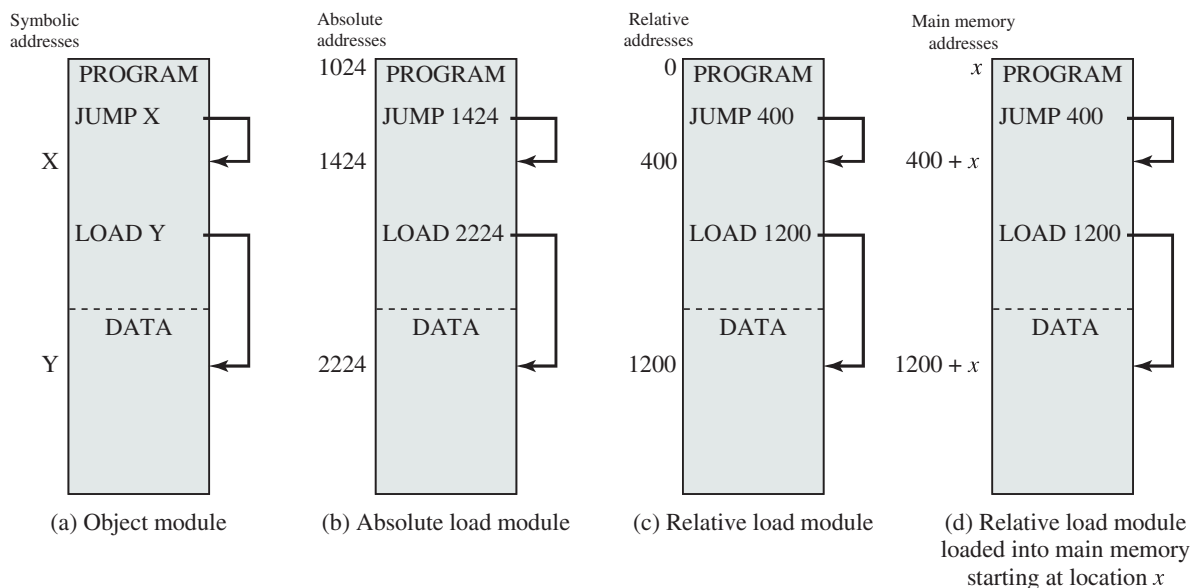 Symbolic
addresses
PROGRAM
JUMP X
X
LOAD Y
DATA
Y
(a) Object module
Absolute
addresses
1024
PROGRAM
JUMP 1424
1424
LOAD 2224
DATA
2224
(b) Absolute load module
Relative
addresses
0
PROGRAM
JUMP 400
400
LOAD 1200
DATA
1200
(c) Relative load module
Main memory
addresses
x
PROGRAM
JUMP 400
400 + x
LOAD 1200
DATA
1200 + x
(d) Relative load module
loaded into main memory
starting at location x